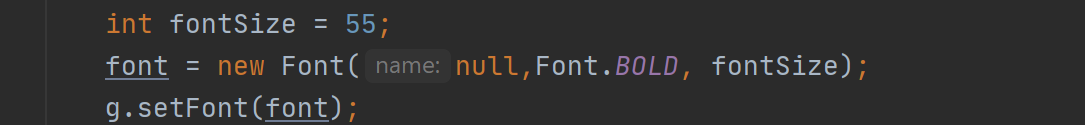 int fontSize = 55;
font = new Font( name: null,Font.BOLD, fontSize);
g.setFont(font);